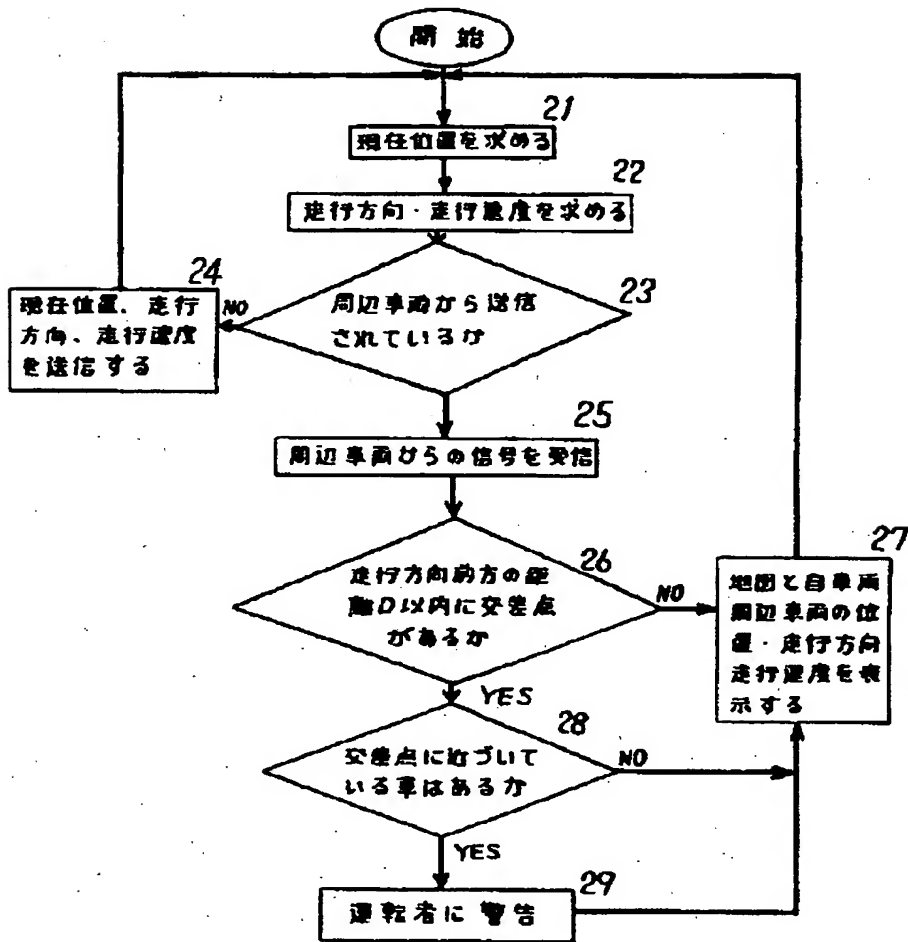 開始
21
現在位置を求める
22
走行方向・走行速度を求める
23
周辺車両から送信
されているか
NO
24
現在位置、走行
方向、走行速度
を送信する
25
周辺車両からの信号を受信
26
走行方向前方の距
離D以内に交差点
があるか
NO
27
地図と自車両
周辺車両の位
置・走行方向
走行速度を表
示する
YES
28
交差点に近づいて
いる車はあるか
NO
YES
29
運転者に警告